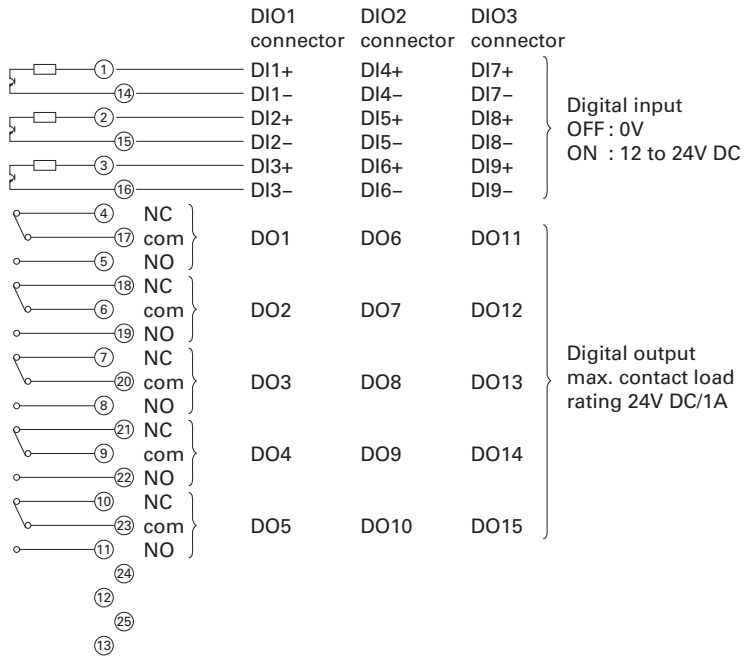 DIO1 DIO2 DIO3
connector connector connector
1 DI1+ DI4+ DI7+
14 DI1− DI4− DI7−
2 DI2+ DI5+ DI8+
15 DI2− DI5− DI8−
3 DI3+ DI6+ DI9+
16 DI3− DI6− DI9−
Digital input
OFF : 0V
ON : 12 to 24V DC
4 NC
17 com DO1 DO6 DO11
5 NO
18 NC
6 com DO2 DO7 DO12
19 NO
7 NC
20 com DO3 DO8 DO13
8 NO
21 NC
9 com DO4 DO9 DO14
22 NO
10 NC
23 com DO5 DO10 DO15
11 NO
Digital output
max. contact load
rating 24V DC/1A
24
12
25
13